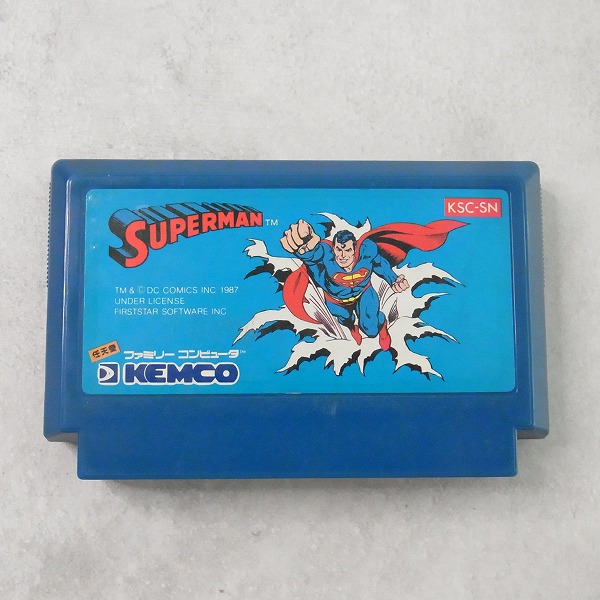 SUPERMAN™
KSC-SN
TM & © DC COMICS INC 1987
UNDER LICENSE
FIRSTSTAR SOFTWARE INC
任天堂
ファミリー コンピュータ™
KEMCO